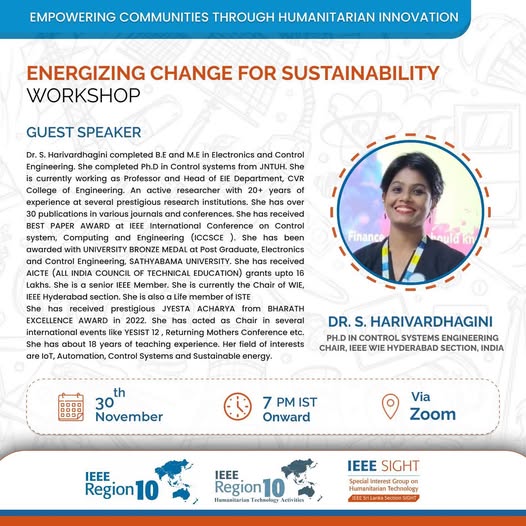 EMPOWERING COMMUNITIES THROUGH HUMANITARIAN INNOVATION
ENERGIZING CHANGE FOR SUSTAINABILITY
WORKSHOP
GUEST SPEAKER
Dr. S. Harivardhagini completed B.E and M.E in Electronics and Control
Engineering. She completed Ph.D in Control systems from JNTUH. She
is currently working as Professor and Head of EIE Department, CVR
College of Engineering. An active researcher with 20+ years of
experience at several prestigious research institutions. She has over
30 publications in various journals and conferences. She has received
BEST PAPER AWARD at IEEE International Conference on Control
system, Computing and Engineering (ICCSCE ). She has been
awarded with UNIVERSITY BRONZE MEDAL at Post Graduate, Electronics
and Control Engineering, SATHYABAMA UNIVERSITY. She has received
AICTE (ALL INDIA COUNCIL OF TECHNICAL EDUCATION) grants upto 16
Lakhs. She is a senior IEEE Member. She is currently the Chair of WIE,
IEEE Hyderabad section. She is also a Life member of ISTE
She has received prestigious JYESTA ACHARYA from BHARATH
EXCELLENCE AWARD in 2022. She has acted as Chair in several
international events like YESIST 12 , Returning Mothers Conference etc.
She has about 18 years of teaching experience. Her field of interests
are IoT, Automation, Control Systems and Sustainable energy.
Finance
should kn
DR. S. HARIVARDHAGINI
PH.D IN CONTROL SYSTEMS ENGINEERING
CHAIR, IEEE WIE HYDERABAD SECTION, INDIA
30th
November
7 PM IST
Onward
Via
Zoom
IEEE
Region 10
IEEE
Region 10
Humanitarian Technology Activities
IEEE SIGHT
Special Interest Group on
Humanitarian Technology
IEEE Sri Lanka Section SIGHT